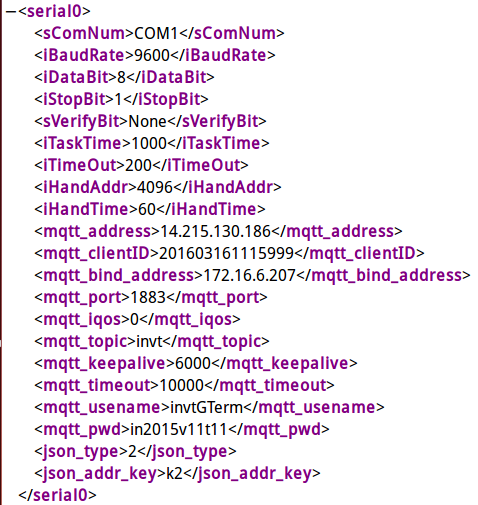 −<serial0>
<sComNum>COM1</sComNum>
<iBaudRate>9600</iBaudRate>
<iDataBit>8</iDataBit>
<iStopBit>1</iStopBit>
<sVerifyBit>None</sVerifyBit>
<iTaskTime>1000</iTaskTime>
<iTimeOut>200</iTimeOut>
<iHandAddr>4096</iHandAddr>
<iHandTime>60</iHandTime>
<mqtt_address>14.215.130.186</mqtt_address>
<mqtt_clientID>201603161115999</mqtt_clientID>
<mqtt_bind_address>172.16.6.207</mqtt_bind_address>
<mqtt_port>1883</mqtt_port>
<mqtt_iqos>0</mqtt_iqos>
<mqtt_topic>invt</mqtt_topic>
<mqtt_keepalive>6000</mqtt_keepalive>
<mqtt_timeout>10000</mqtt_timeout>
<mqtt_usename>invtGTerm</mqtt_usename>
<mqtt_pwd>in2015v11t11</mqtt_pwd>
<json_type>2</json_type>
<json_addr_key>k2</json_addr_key>
</serial0>